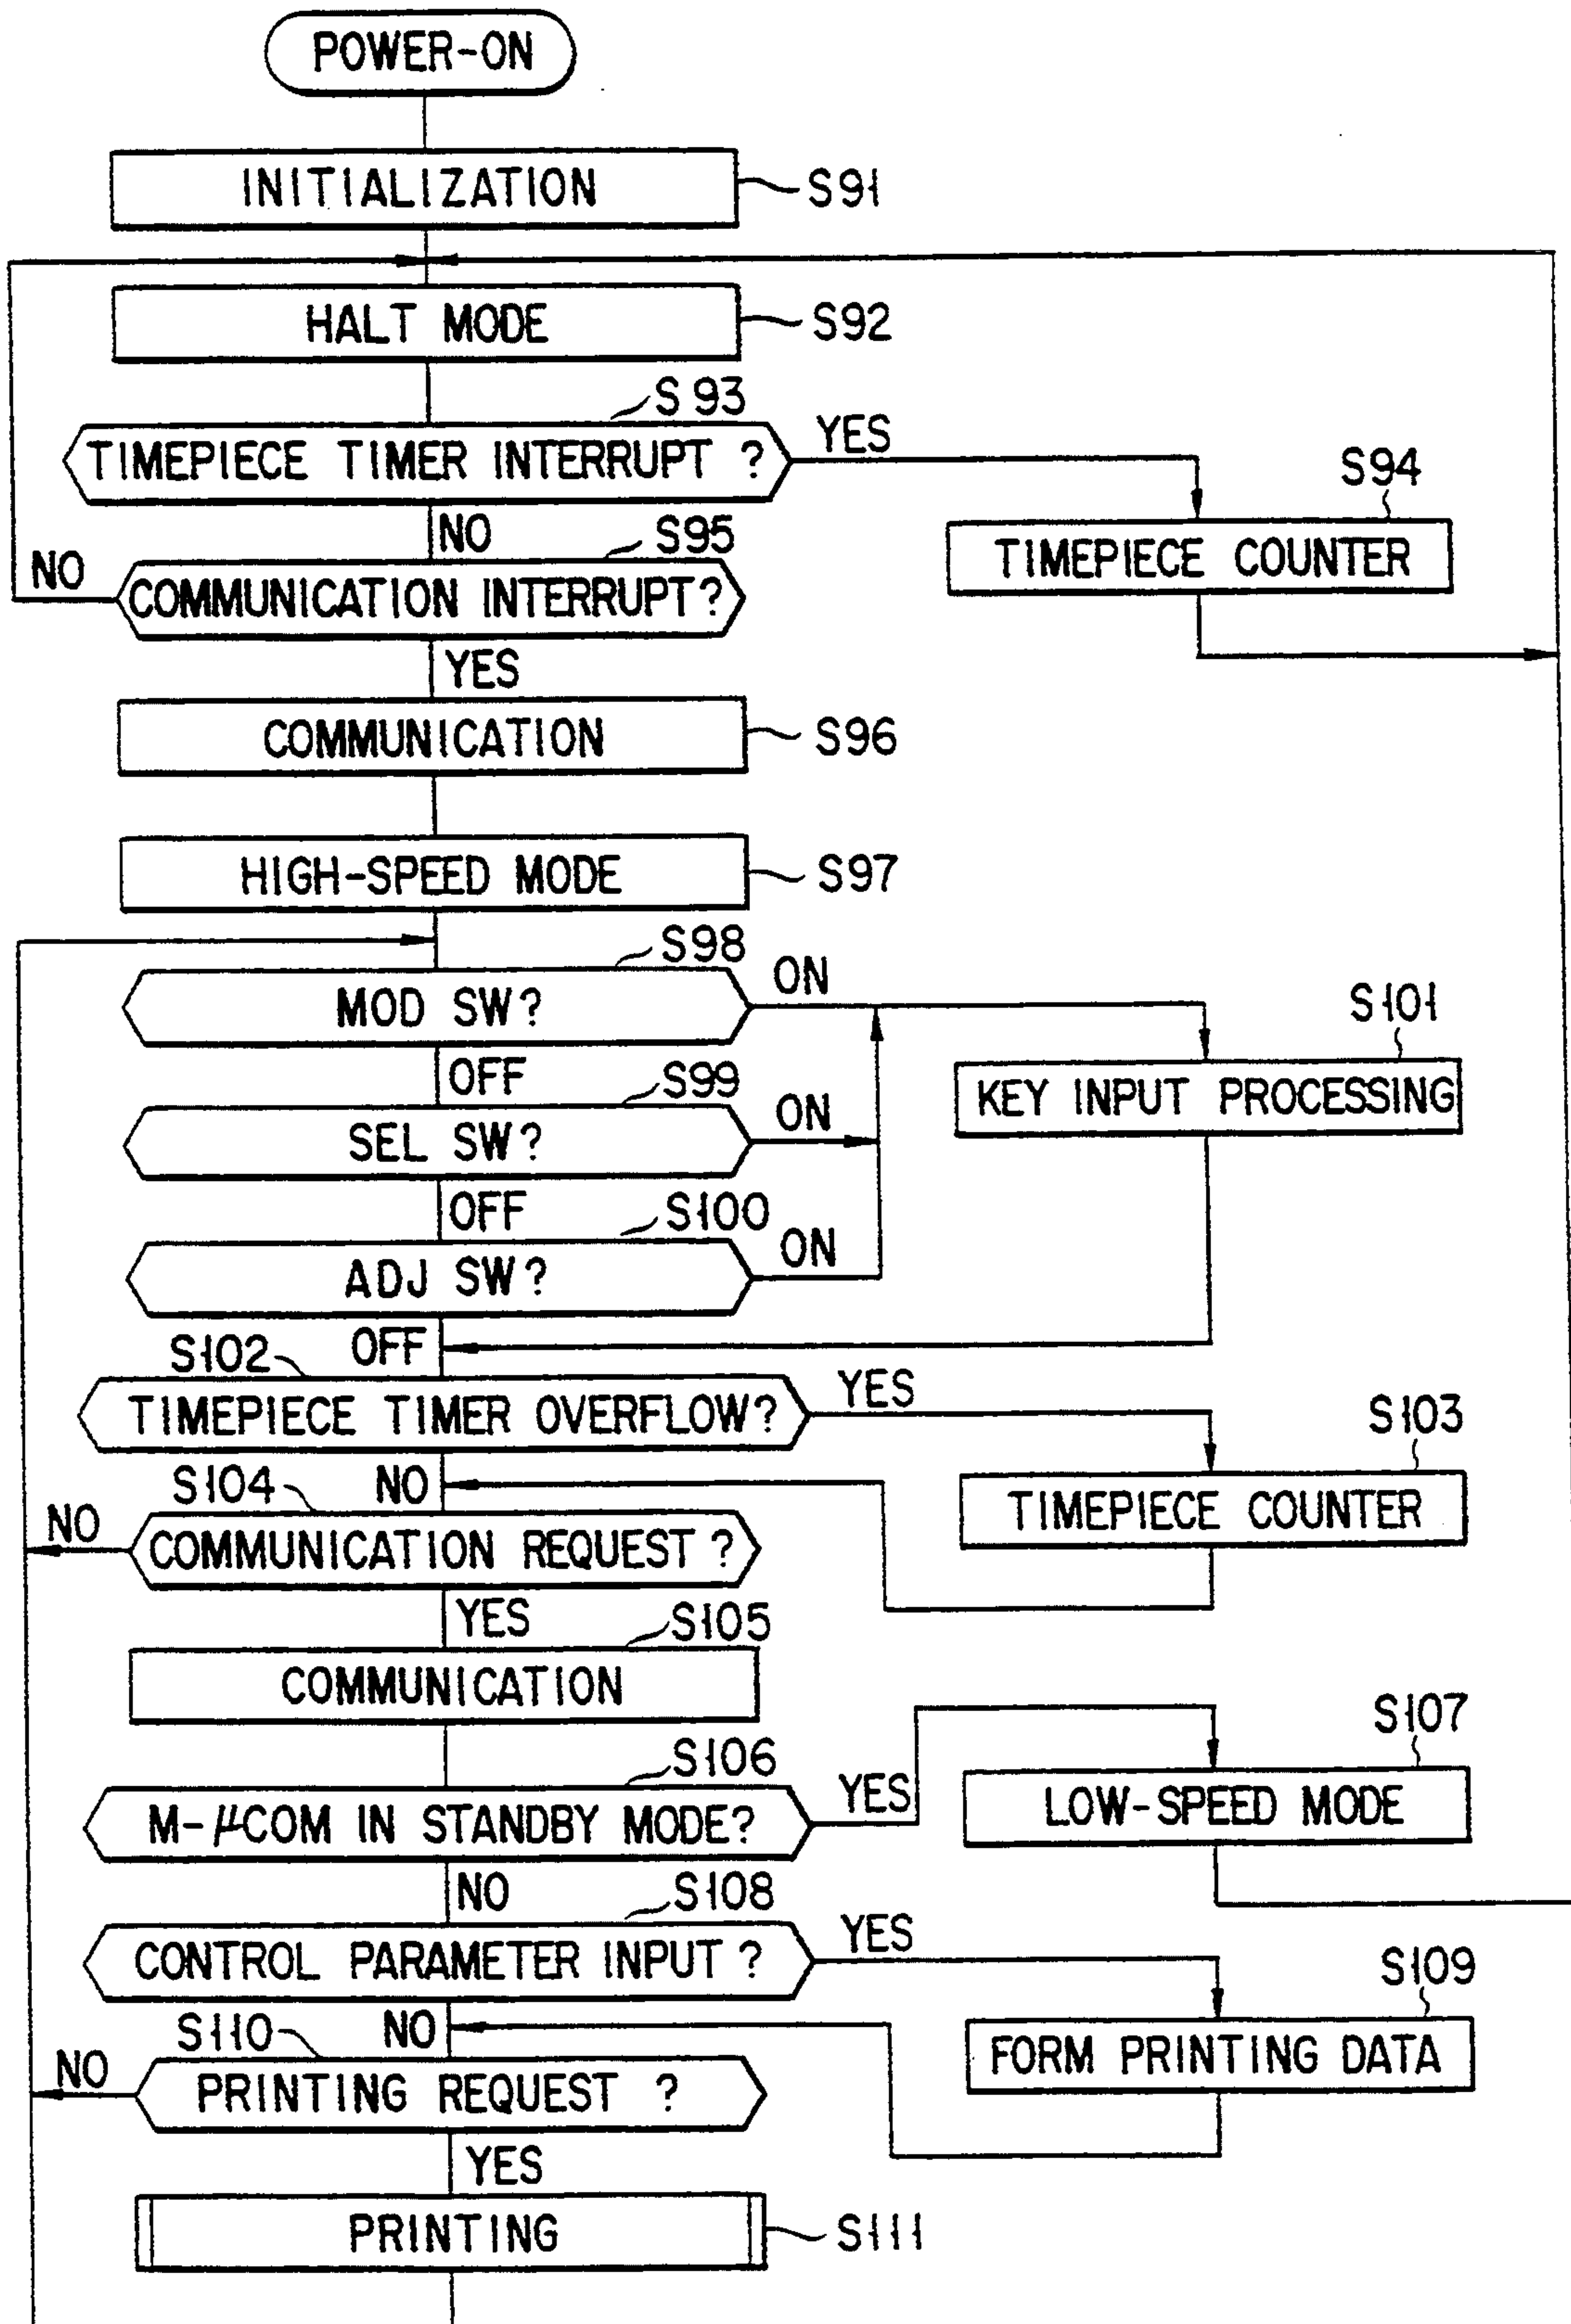 POWER-ON
INITIALIZATION
S91
HALT MODE
S92
S93
TIMEPIECE TIMER INTERRUPT ?
YES
S94
TIMEPIECE COUNTER
NO
S95
NO
COMMUNICATION INTERRUPT?
YES
COMMUNICATION
S96
HIGH-SPEED MODE
S97
S98
MOD SW?
ON
S101
KEY INPUT PROCESSING
OFF
S99
SEL SW?
ON
OFF
S100
ADJ SW?
ON
S102
OFF
TIMEPIECE TIMER OVERFLOW?
YES
S103
TIMEPIECE COUNTER
S104
NO
NO
COMMUNICATION REQUEST ?
YES
S105
COMMUNICATION
S106
M-μCOM IN STANDBY MODE?
YES
S107
LOW-SPEED MODE
NO
S108
CONTROL PARAMETER INPUT ?
YES
S109
FORM PRINTING DATA
S110
NO
NO
PRINTING REQUEST ?
YES
PRINTING
S111